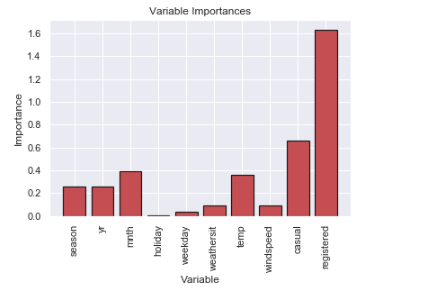 Variable Importances
Importance
1.6
1.4
1.2
1.0
0.8
0.6
0.4
0.2
0.0
season
yr
mnth
holiday
weekday
weathersit
temp
windspeed
casual
registered
Variable